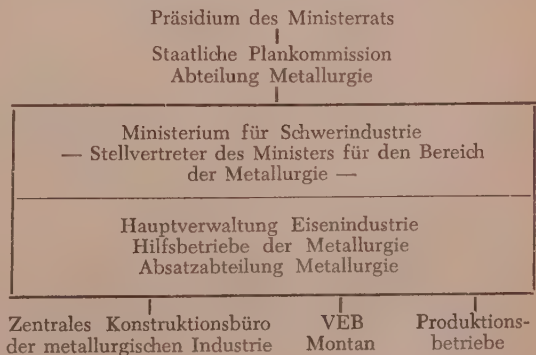 Präsidium des Ministerrats
Staatliche Plankommission
Abteilung Metallurgie
Ministerium für Schwerindustrie
— Stellvertreter des Ministers für den Bereich
der Metallurgie —
Hauptverwaltung Eisenindustrie
Hilfsbetriebe der Metallurgie
Absatzabteilung Metallurgie
Zentrales Konstruktionsbüro
der metallurgischen Industrie
VEB
Montan
Produktions-
betriebe